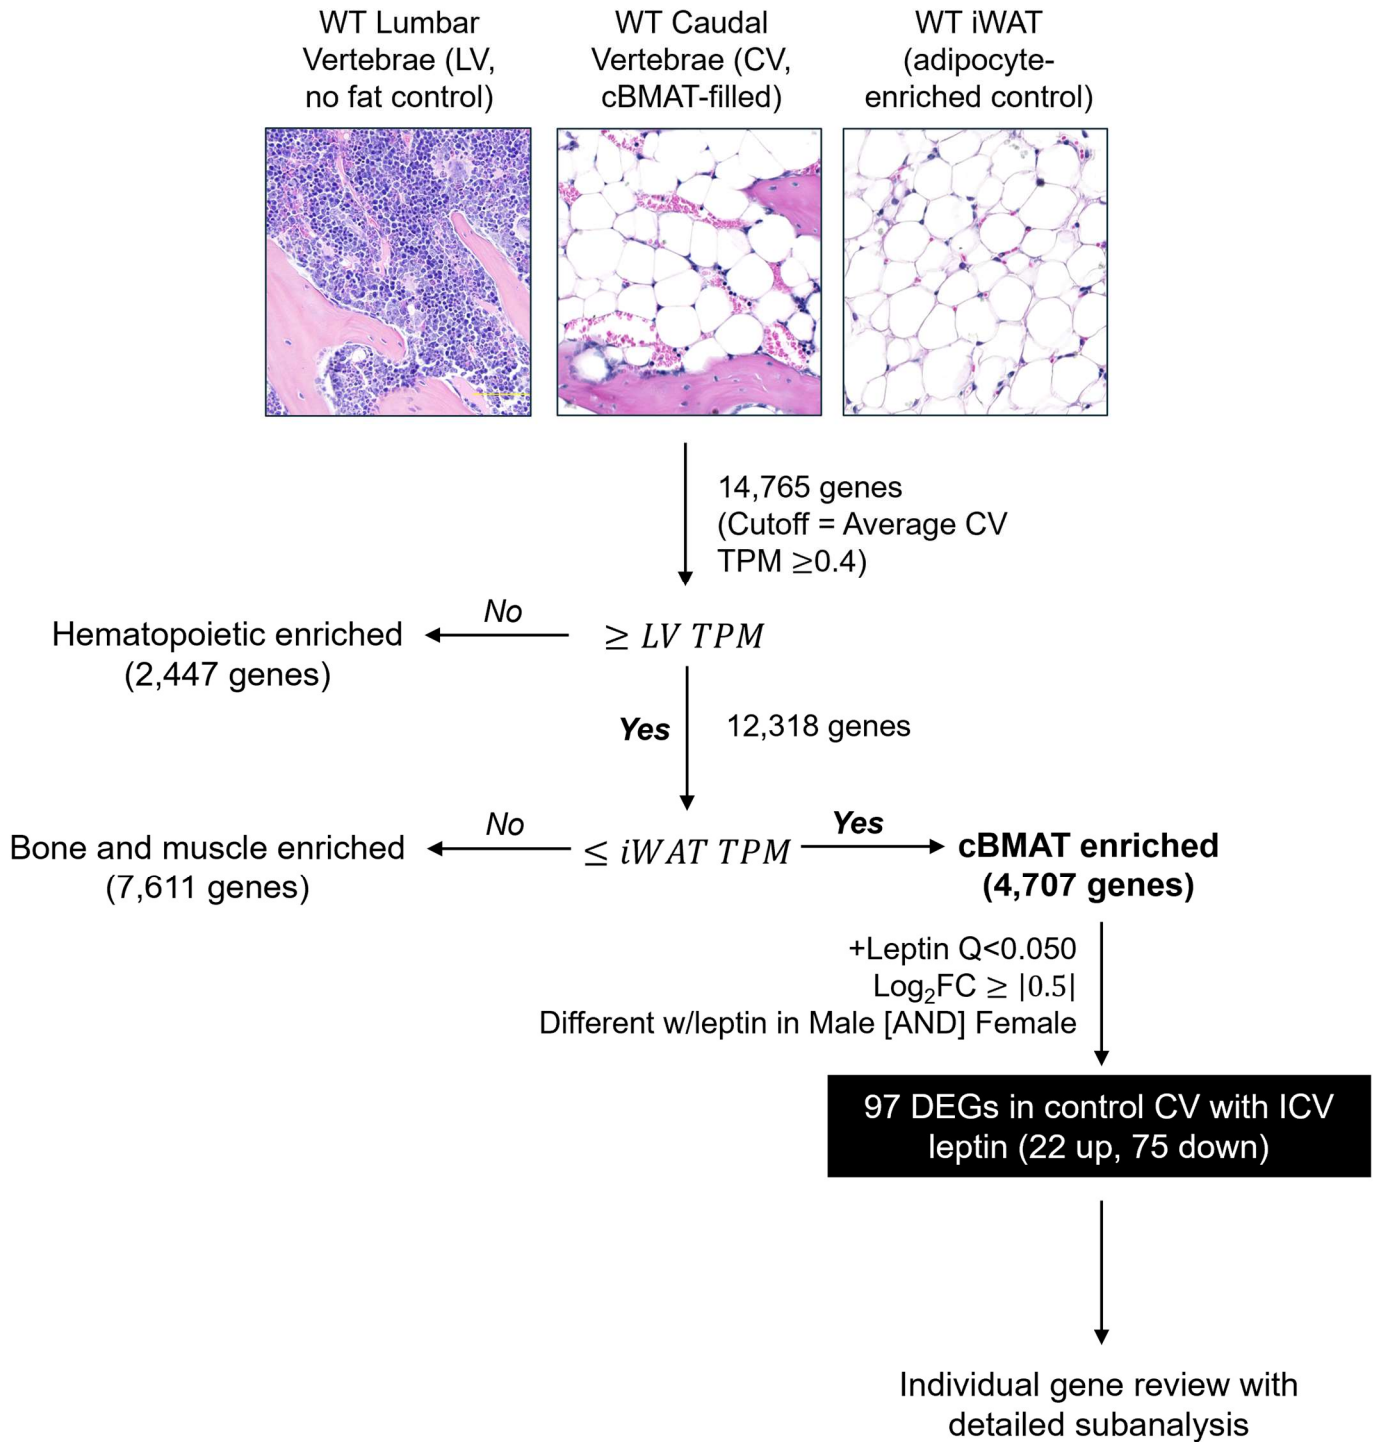 WT Lumbar
Vertebrae (LV,
no fat control)
WT Caudal
Vertebrae (CV,
cBMAT-filled)
WT iWAT
(adipocyte-
enriched control)
14,765 genes
(Cutoff = Average CV
TPM ≥0.4)
No
Hematopoietic enriched
(2,447 genes)
≥ LV TPM
Yes
12,318 genes
No
Bone and muscle enriched
(7,611 genes)
≤ iWAT TPM
Yes
cBMAT enriched
(4,707 genes)
+Leptin Q<0.050
Log₂FC ≥ |0.5|
Different w/leptin in Male [AND] Female
97 DEGs in control CV with ICV
leptin (22 up, 75 down)
Individual gene review with
detailed subanalysis